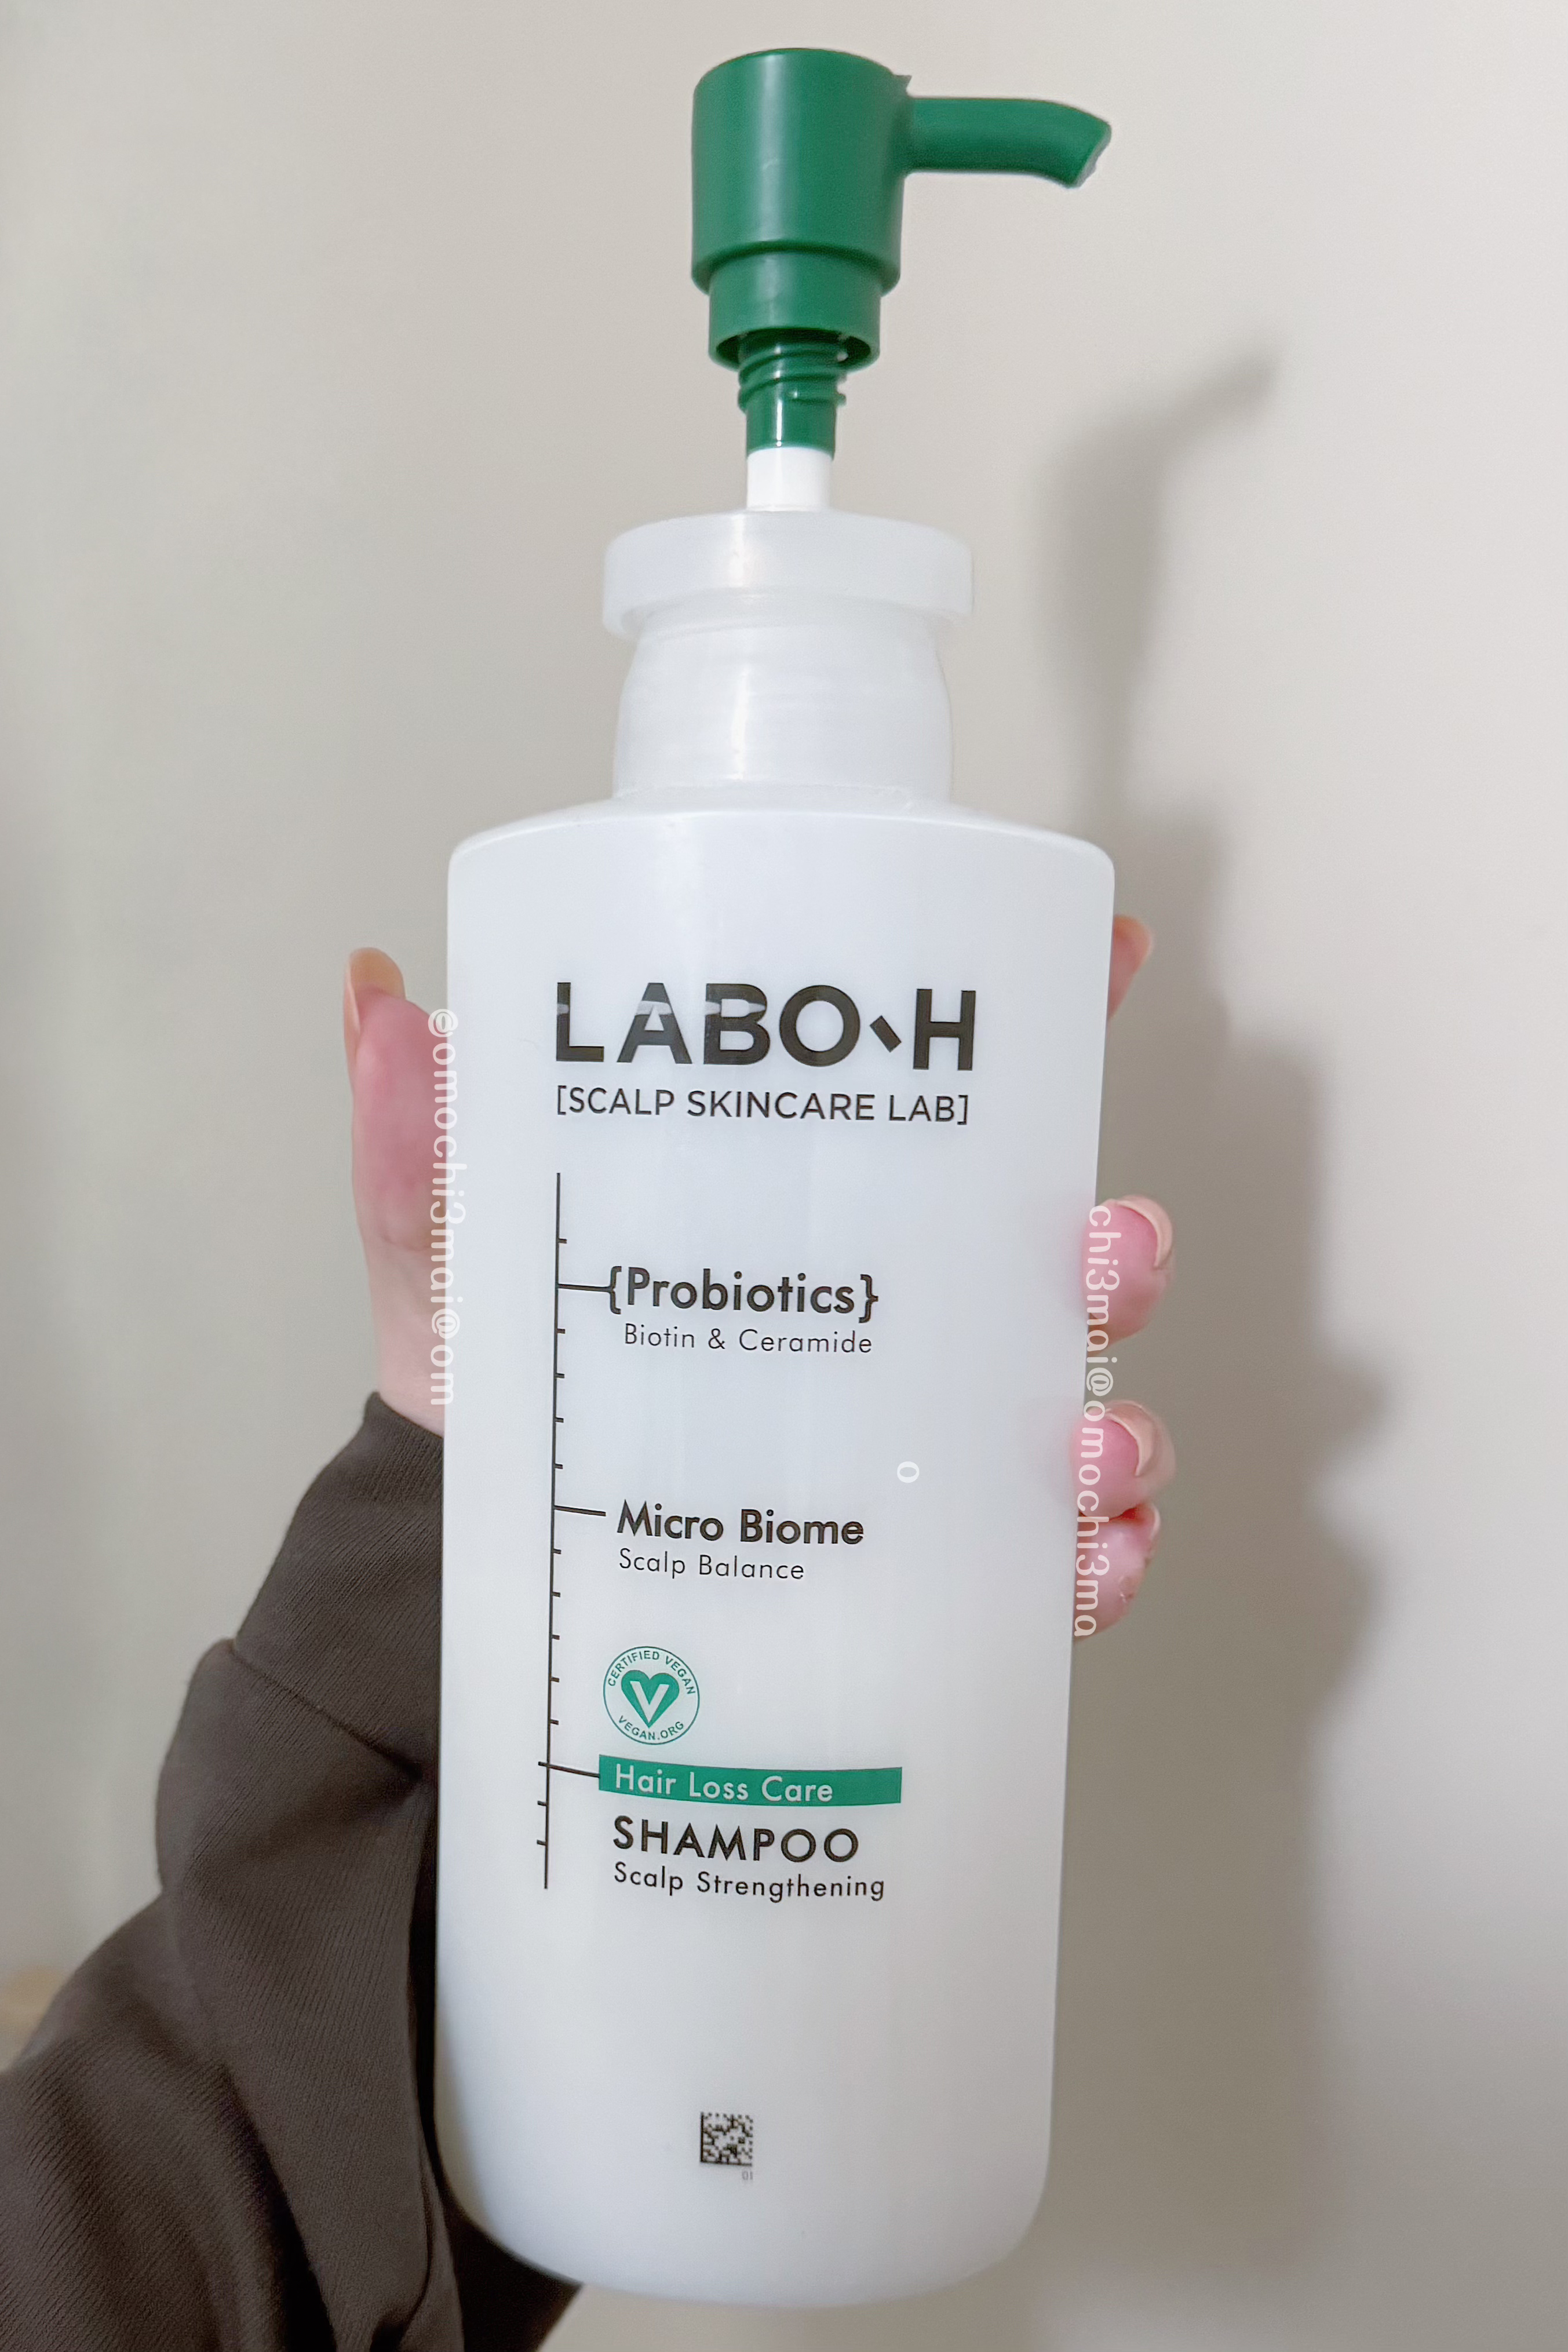 LABO-H
[SCALP SKINCARE LAB]
{Probiotics}
Biotin & Ceramide
Micro Biome
Scalp Balance
CERTIFIED VEGAN
V
VEGAN.ORG
Hair Loss Care
SHAMPOO
Scalp Strengthening
01
@omochi3mai@om
chi3mai@omochi3ma
o